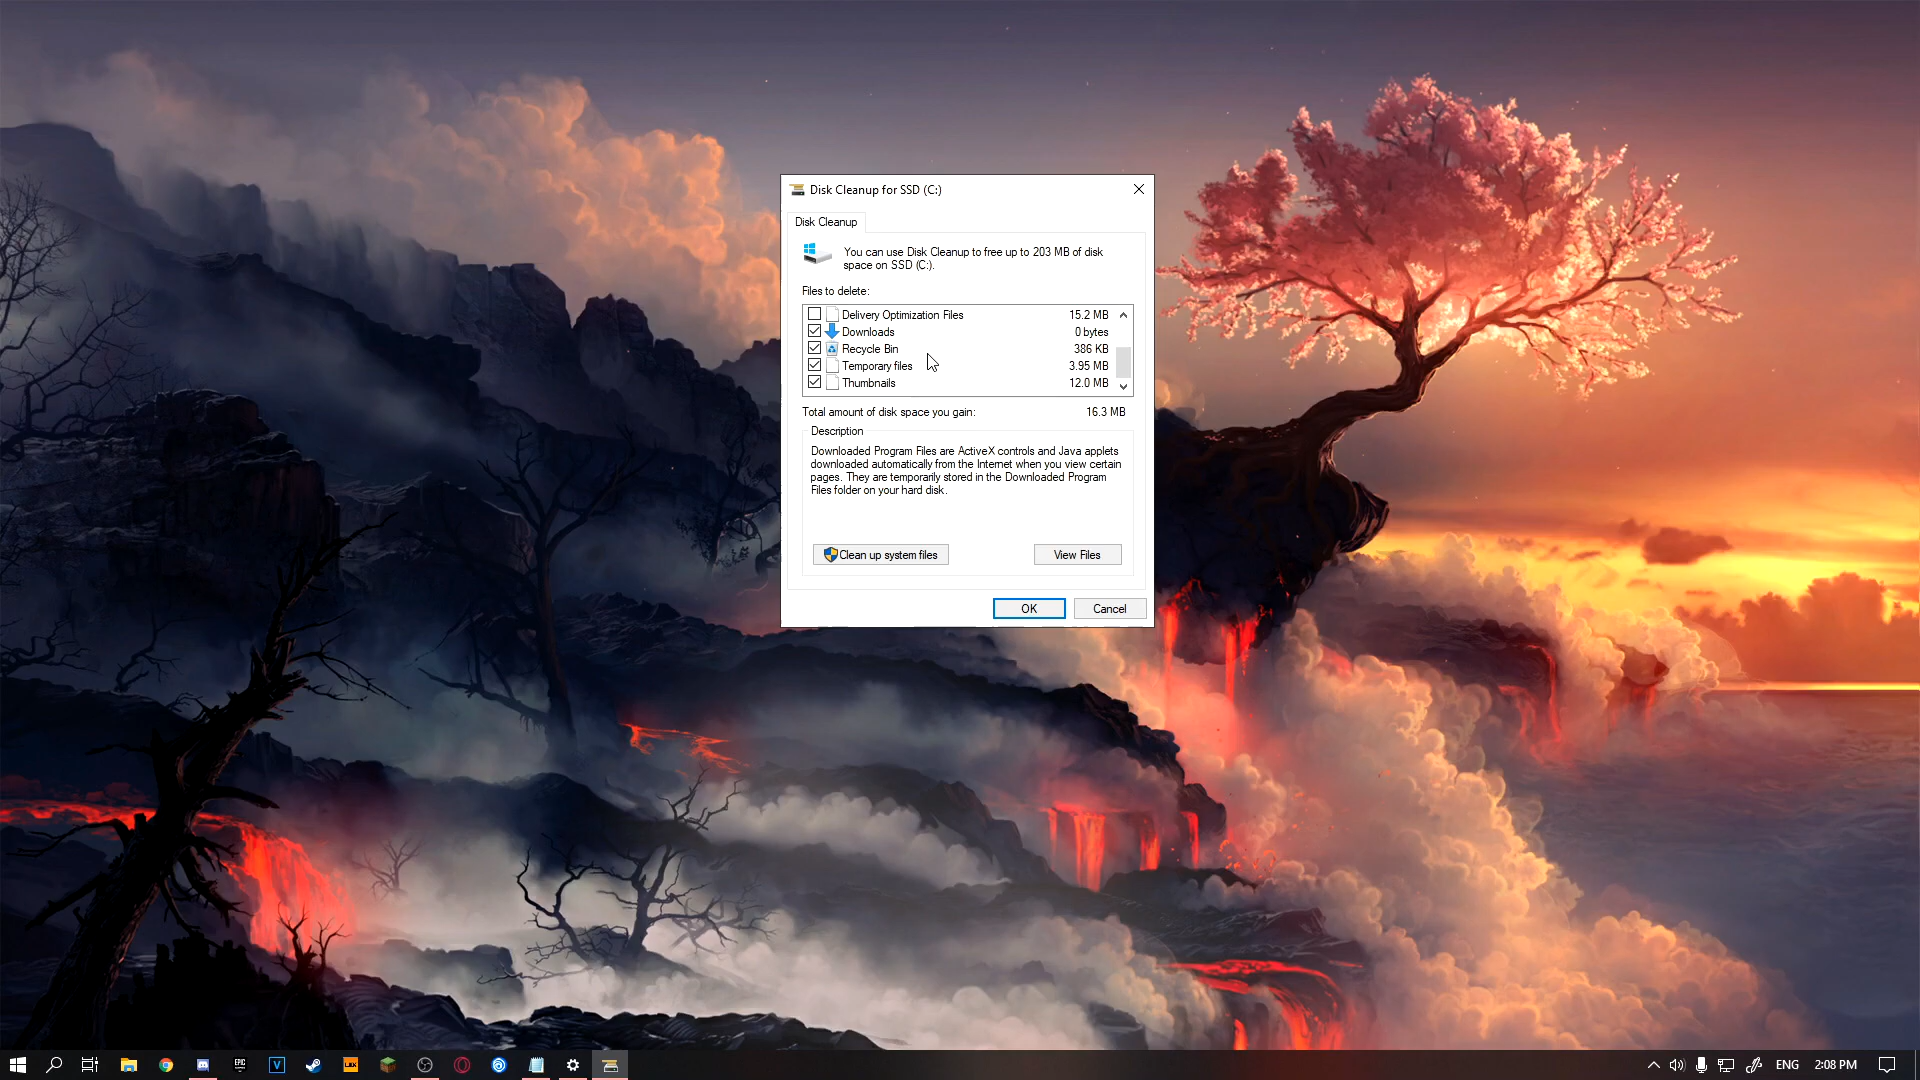 Disk Cleanup for SSD (C:)
Disk Cleanup
You can use Disk Cleanup to free up to 203 MB of disk
space on SSD (C:).
Files to delete:
Delivery Optimization Files 15.2 MB
Downloads 0 bytes
Recycle Bin 386 KB
Temporary files 3.95 MB
Thumbnails 12.0 MB
Total amount of disk space you gain: 16.3 MB
Description
Downloaded Program Files are ActiveX controls and Java applets
downloaded automatically from the Internet when you view certain
pages. They are temporarily stored in the Downloaded Program
Files folder on your hard disk.
Clean up system files View Files
OK Cancel
EPIC V ENG 2:08 PM